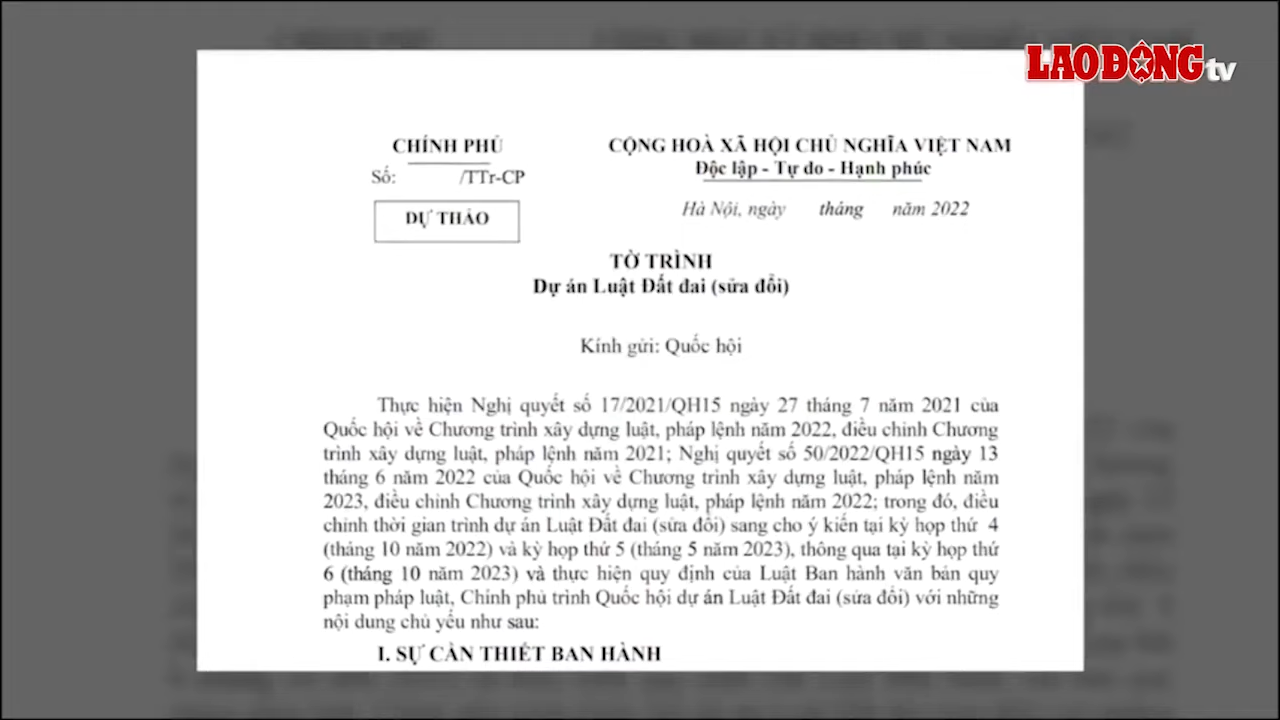 LAO ĐỘNG tv
CHÍNH PHỦ
Số: /TTr-CP
DỰ THẢO
CỘNG HOÀ XÃ HỘI CHỦ NGHĨA VIỆT NAM
Độc lập - Tự do - Hạnh phúc
Hà Nội, ngày tháng năm 2022
TỜ TRÌNH
Dự án Luật Đất đai (sửa đổi)
Kính gửi: Quốc hội
Thực hiện Nghị quyết số 17/2021/QH15 ngày 27 tháng 7 năm 2021 của
Quốc hội về Chương trình xây dựng luật, pháp lệnh năm 2022, điều chỉnh Chương
trình xây dựng luật, pháp lệnh năm 2021; Nghị quyết số 50/2022/QH15 ngày 13
tháng 6 năm 2022 của Quốc hội về Chương trình xây dựng luật, pháp lệnh năm
2023, điều chỉnh Chương trình xây dựng luật, pháp lệnh năm 2022; trong đó, điều
chỉnh thời gian trình dự án Luật Đất đai (sửa đổi) sang cho ý kiến tại kỳ họp thứ 4
(tháng 10 năm 2022) và kỳ họp thứ 5 (tháng 5 năm 2023), thông qua tại kỳ họp thứ
6 (tháng 10 năm 2023) và thực hiện quy định của Luật Ban hành văn bản quy
phạm pháp luật, Chính phủ trình Quốc hội dự án Luật Đất đai (sửa đổi) với những
nội dung chủ yếu như sau:
I. SỰ CẦN THIẾT BAN HÀNH